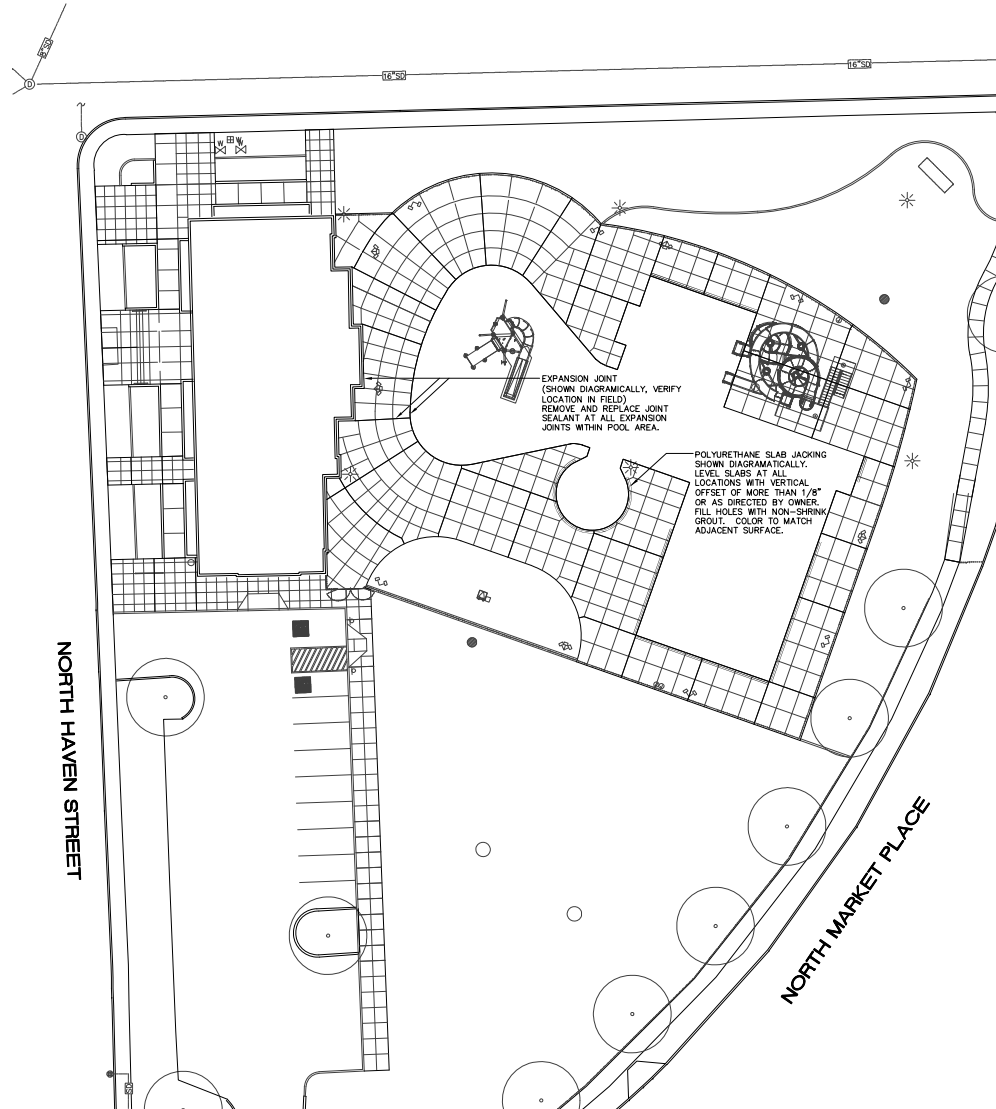 8"SD
D
16"SD
16"SD
D
W
W
EXPANSION JOINT
(SHOWN DIAGRAMICALLY, VERIFY
LOCATION IN FIELD)
REMOVE AND REPLACE JOINT
SEALANT AT ALL EXPANSION
JOINTS WITHIN POOL AREA.
POLYURETHANE SLAB JACKING
SHOWN DIAGRAMATICALLY.
LEVEL SLABS AT ALL
LOCATIONS WITH VERTICAL
OFFSET OF MORE THAN 1/8"
OR AS DIRECTED BY OWNER.
FILL HOLES WITH NON-SHRINK
GROUT. COLOR TO MATCH
ADJACENT SURFACE.
P
P
NORTH HAVEN STREET
NORTH MARKET PLACE